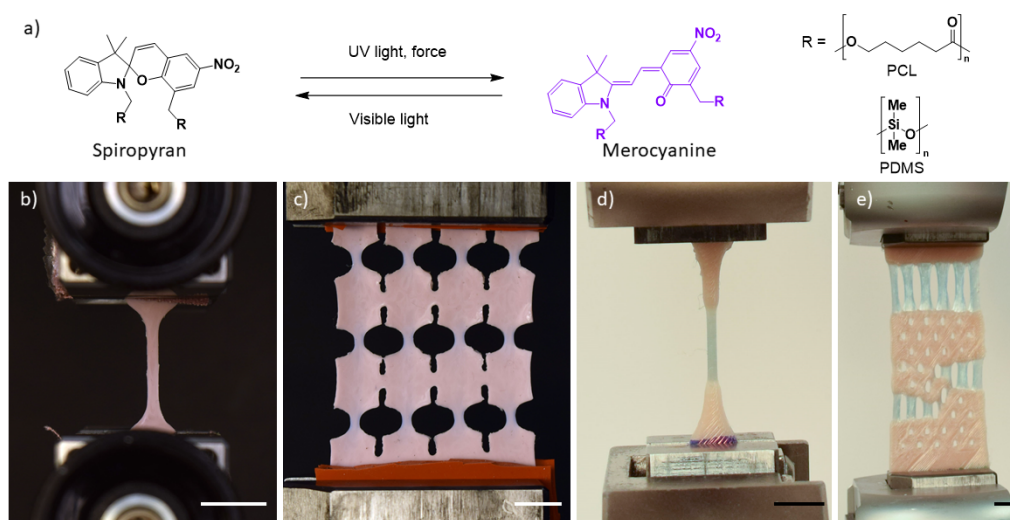 a)
NO₂
N
O
R
R
Spiropyran
UV light, force
Visible light
NO₂
N
O
R
R
Merocyanine
R =
O
O
n
PCL
Me
Si
O
Me
n
PDMS
b)
c)
d)
e)